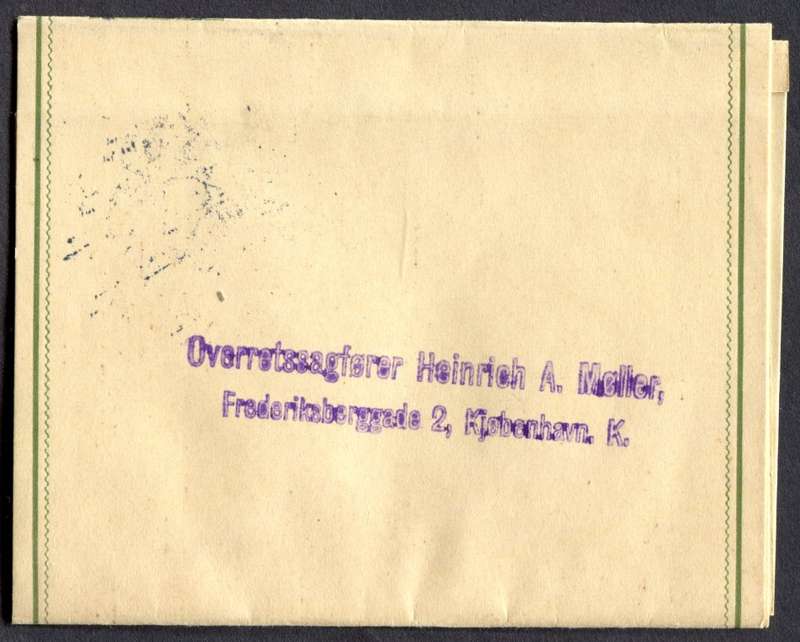 Overretssagfører Heinrich A. Møller,
Frederiksberggade 2, Kjøbenhavn. K.